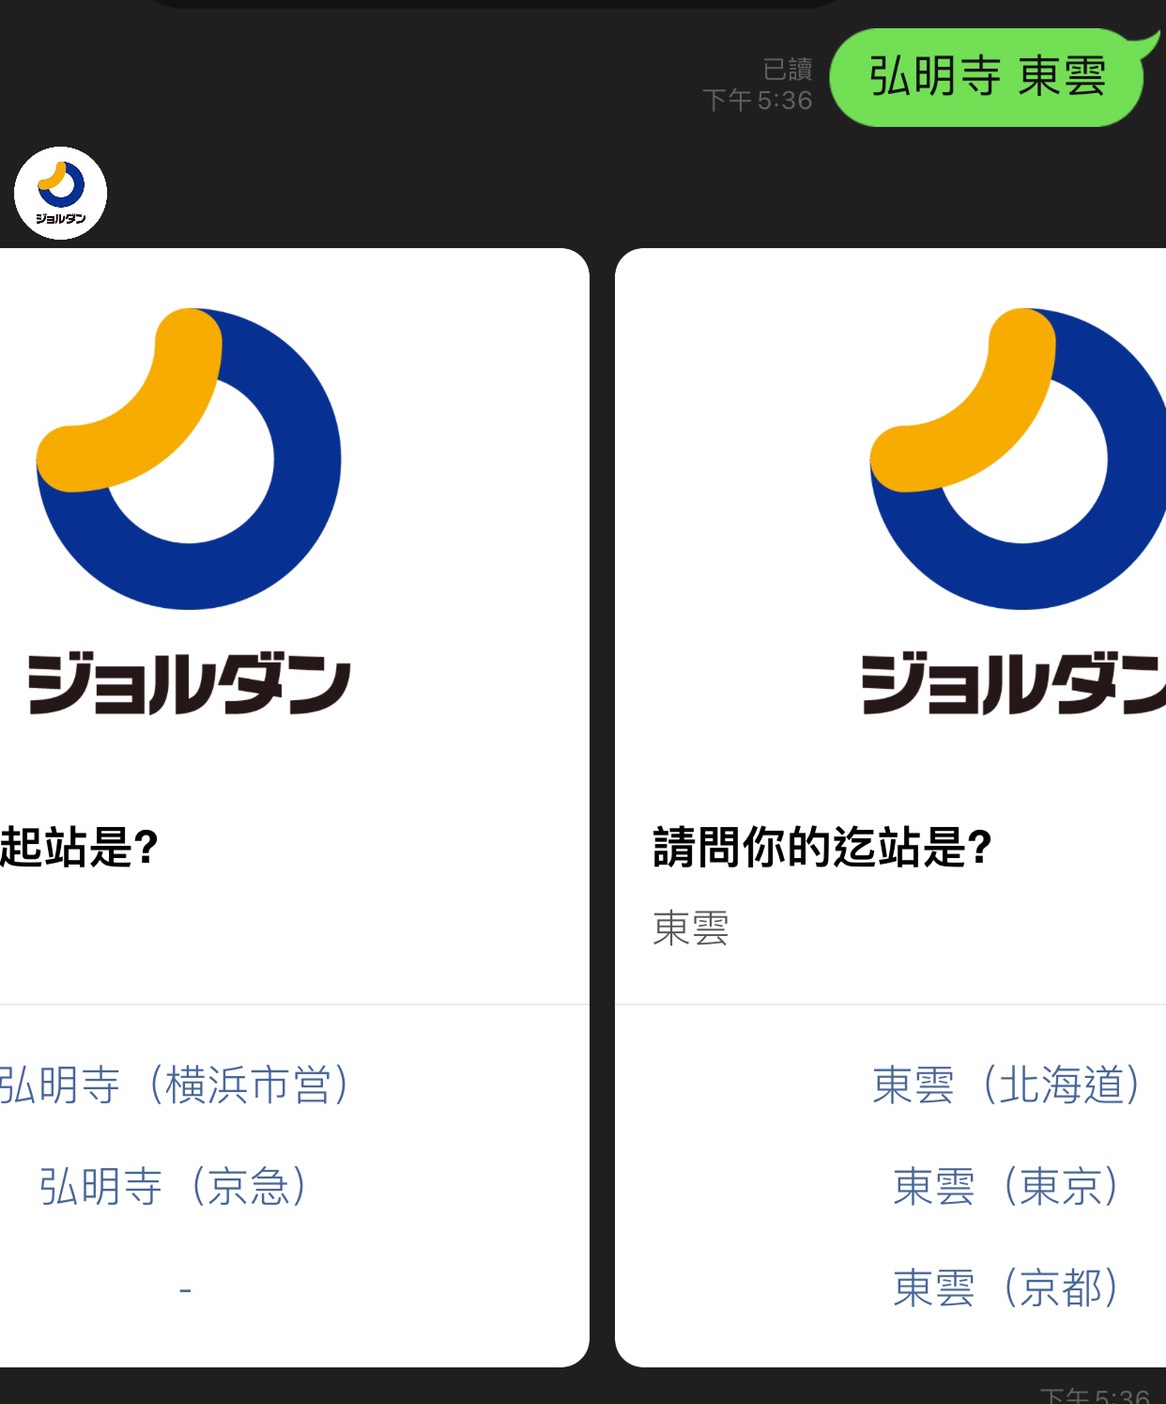 弘明寺 東雲
已讀
下午5:36
ジョルダン
ジョルダン
起站是?
弘明寺（横浜市営）
弘明寺（京急）
-
ジョルダン
請問你的迄站是?
東雲
東雲（北海道）
東雲（東京）
東雲（京都）
下午5:36